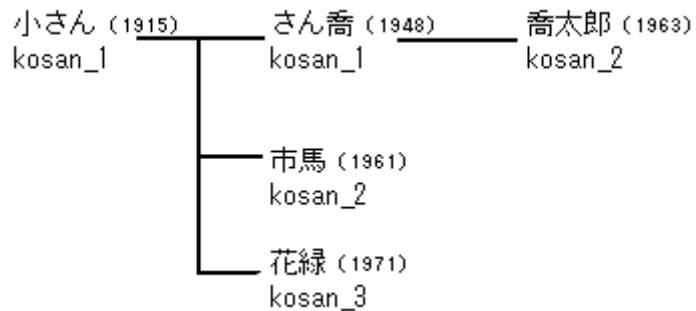 小さん（1915）
kosan_1
さん喬（1948）
kosan_1
喬太郎（1963）
kosan_2
市馬（1961）
kosan_2
花緑（1971）
kosan_3